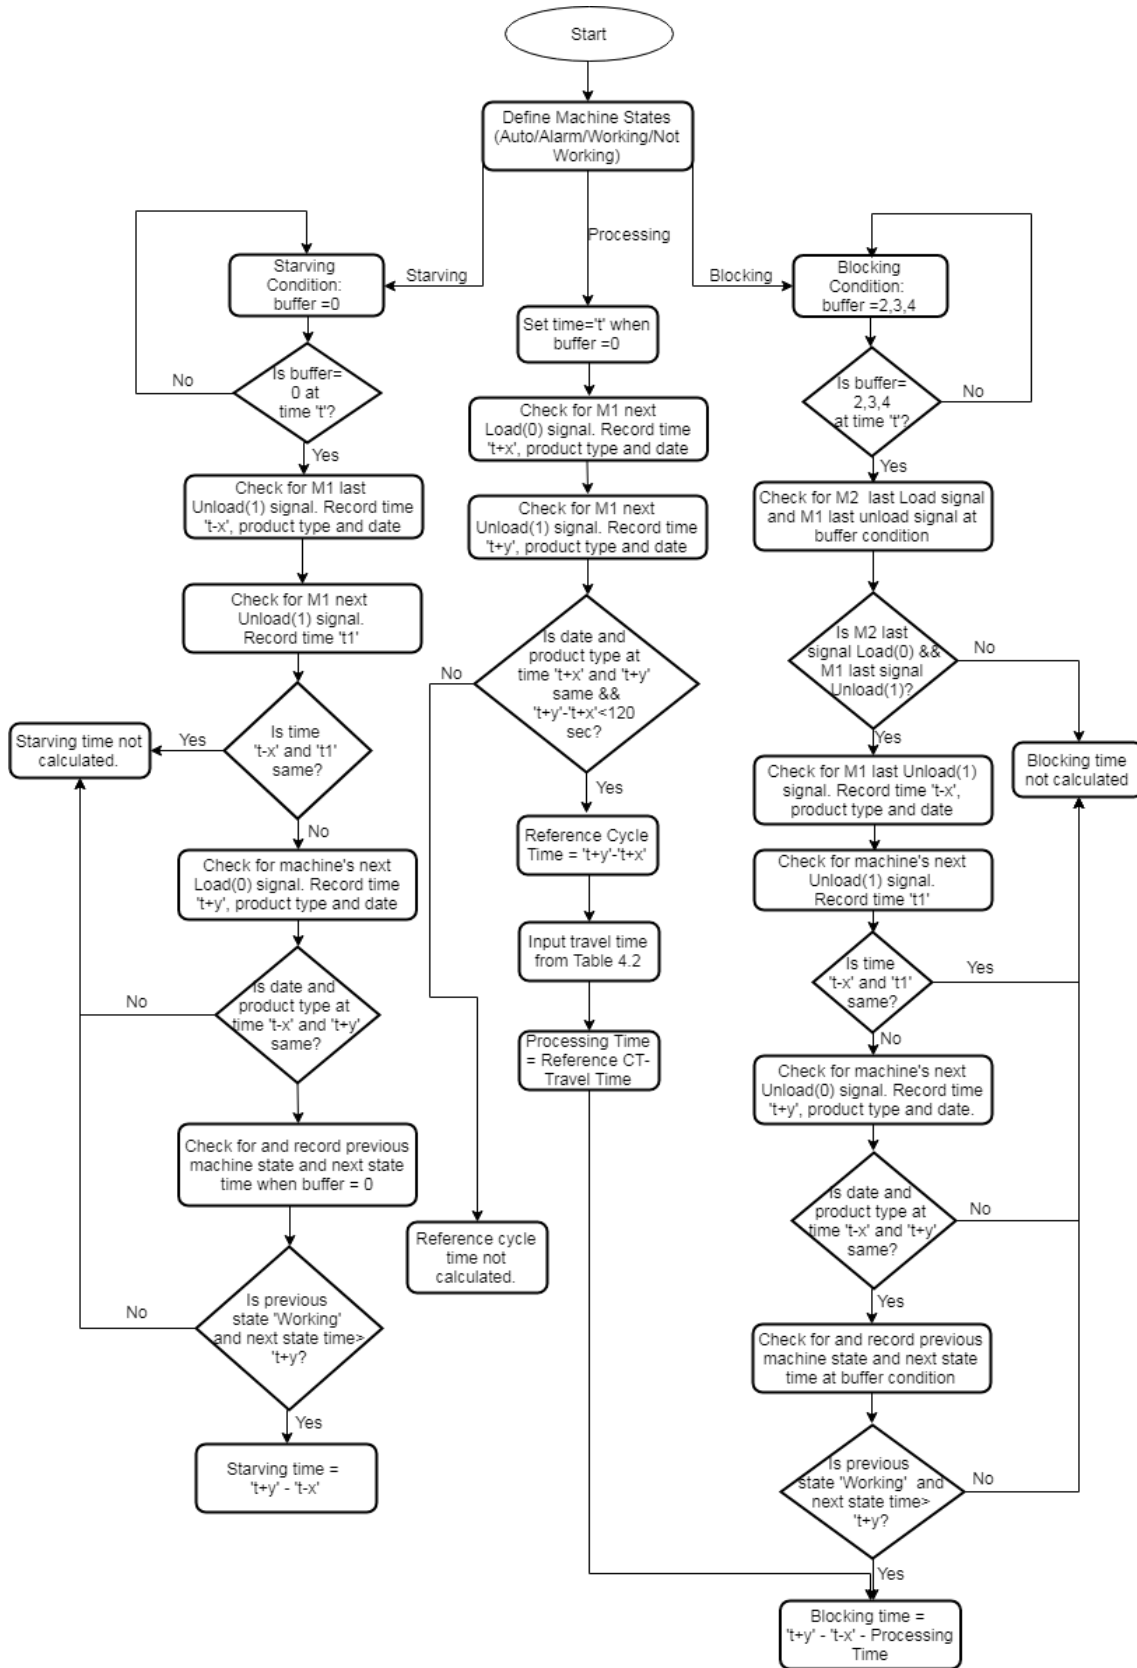 Start
Define Machine States
(Auto/Alarm/Working/Not
Working)
Starving
Processing
Blocking
Starving
Condition:
buffer =0
Is buffer=
0 at
time 't'?
No
Yes
Check for M1 last
Unload(1) signal. Record time
't-x', product type and date
Check for M1 next
Unload(1) signal.
Record time 't1'
Is time
't-x' and 't1'
same?
Yes
Starving time not
calculated.
No
Check for machine's next
Load(0) signal. Record time
't+y', product type and date
Is date and
product type at
time 't-x' and 't+y'
same?
No
Check for and record previous
machine state and next state
time when buffer = 0
Is previous
state 'Working'
and next state time>
't+y?
No
Yes
Starving time =
't+y' - 't-x'
Set time='t' when
buffer =0
Check for M1 next
Load(0) signal. Record time
't+x', product type and date
Check for M1 next
Unload(1) signal. Record time
't+y', product type and date
Is date and
product type at
time 't+x' and 't+y'
same &&
't+y'-'t+x'<120
sec?
No
Yes
Reference Cycle
Time = 't+y'-'t+x'
Input travel time
from Table 4.2
Processing Time
= Reference CT-
Travel Time
Reference cycle
time not
calculated.
Blocking
Condition:
buffer =2,3,4
Is buffer=
2,3,4
at time 't'?
No
Yes
Check for M2  last Load signal
and M1 last unload signal at
buffer condition
Is M2 last
signal Load(0) &&
M1 last signal
Unload(1)?
No
Yes
Blocking time
not calculated
Check for M1 last Unload(1)
signal. Record time 't-x',
product type and date
Check for machine's next
Unload(1) signal.
Record time 't1'
Is time
't-x' and 't1'
same?
Yes
No
Check for machine's next
Unload(0) signal. Record time
't+y', product type and date.
Is date and
product type at
time 't-x' and 't+y'
same?
No
Yes
Check for and record previous
machine state and next state
time at buffer condition
Is previous
state 'Working'  and
next state time>
't+y?
No
Yes
Blocking time =
't+y' - 't-x' - Processing
Time